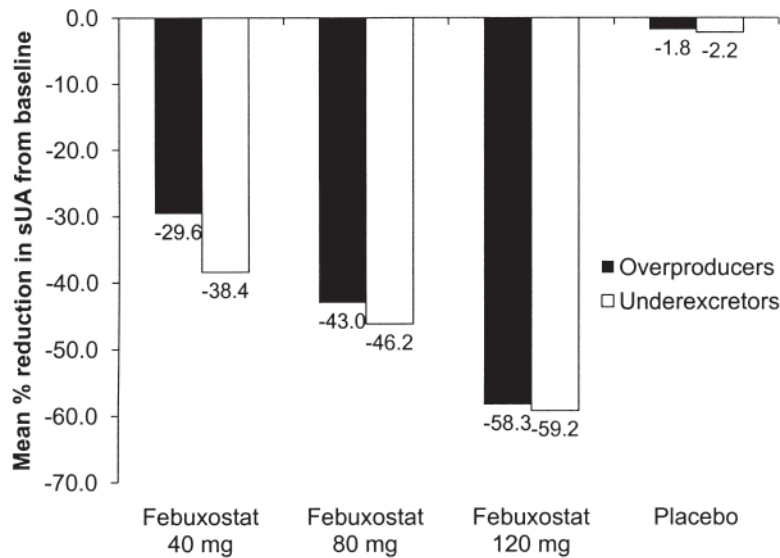 Mean % reduction in sUA from baseline
0.0
-10.0
-20.0
-30.0
-40.0
-50.0
-60.0
-70.0
-29.6
-38.4
-43.0
-46.2
-58.3
-59.2
-1.8
-2.2
Overproducers
Underexcretors
Febuxostat
40 mg
Febuxostat
80 mg
Febuxostat
120 mg
Placebo